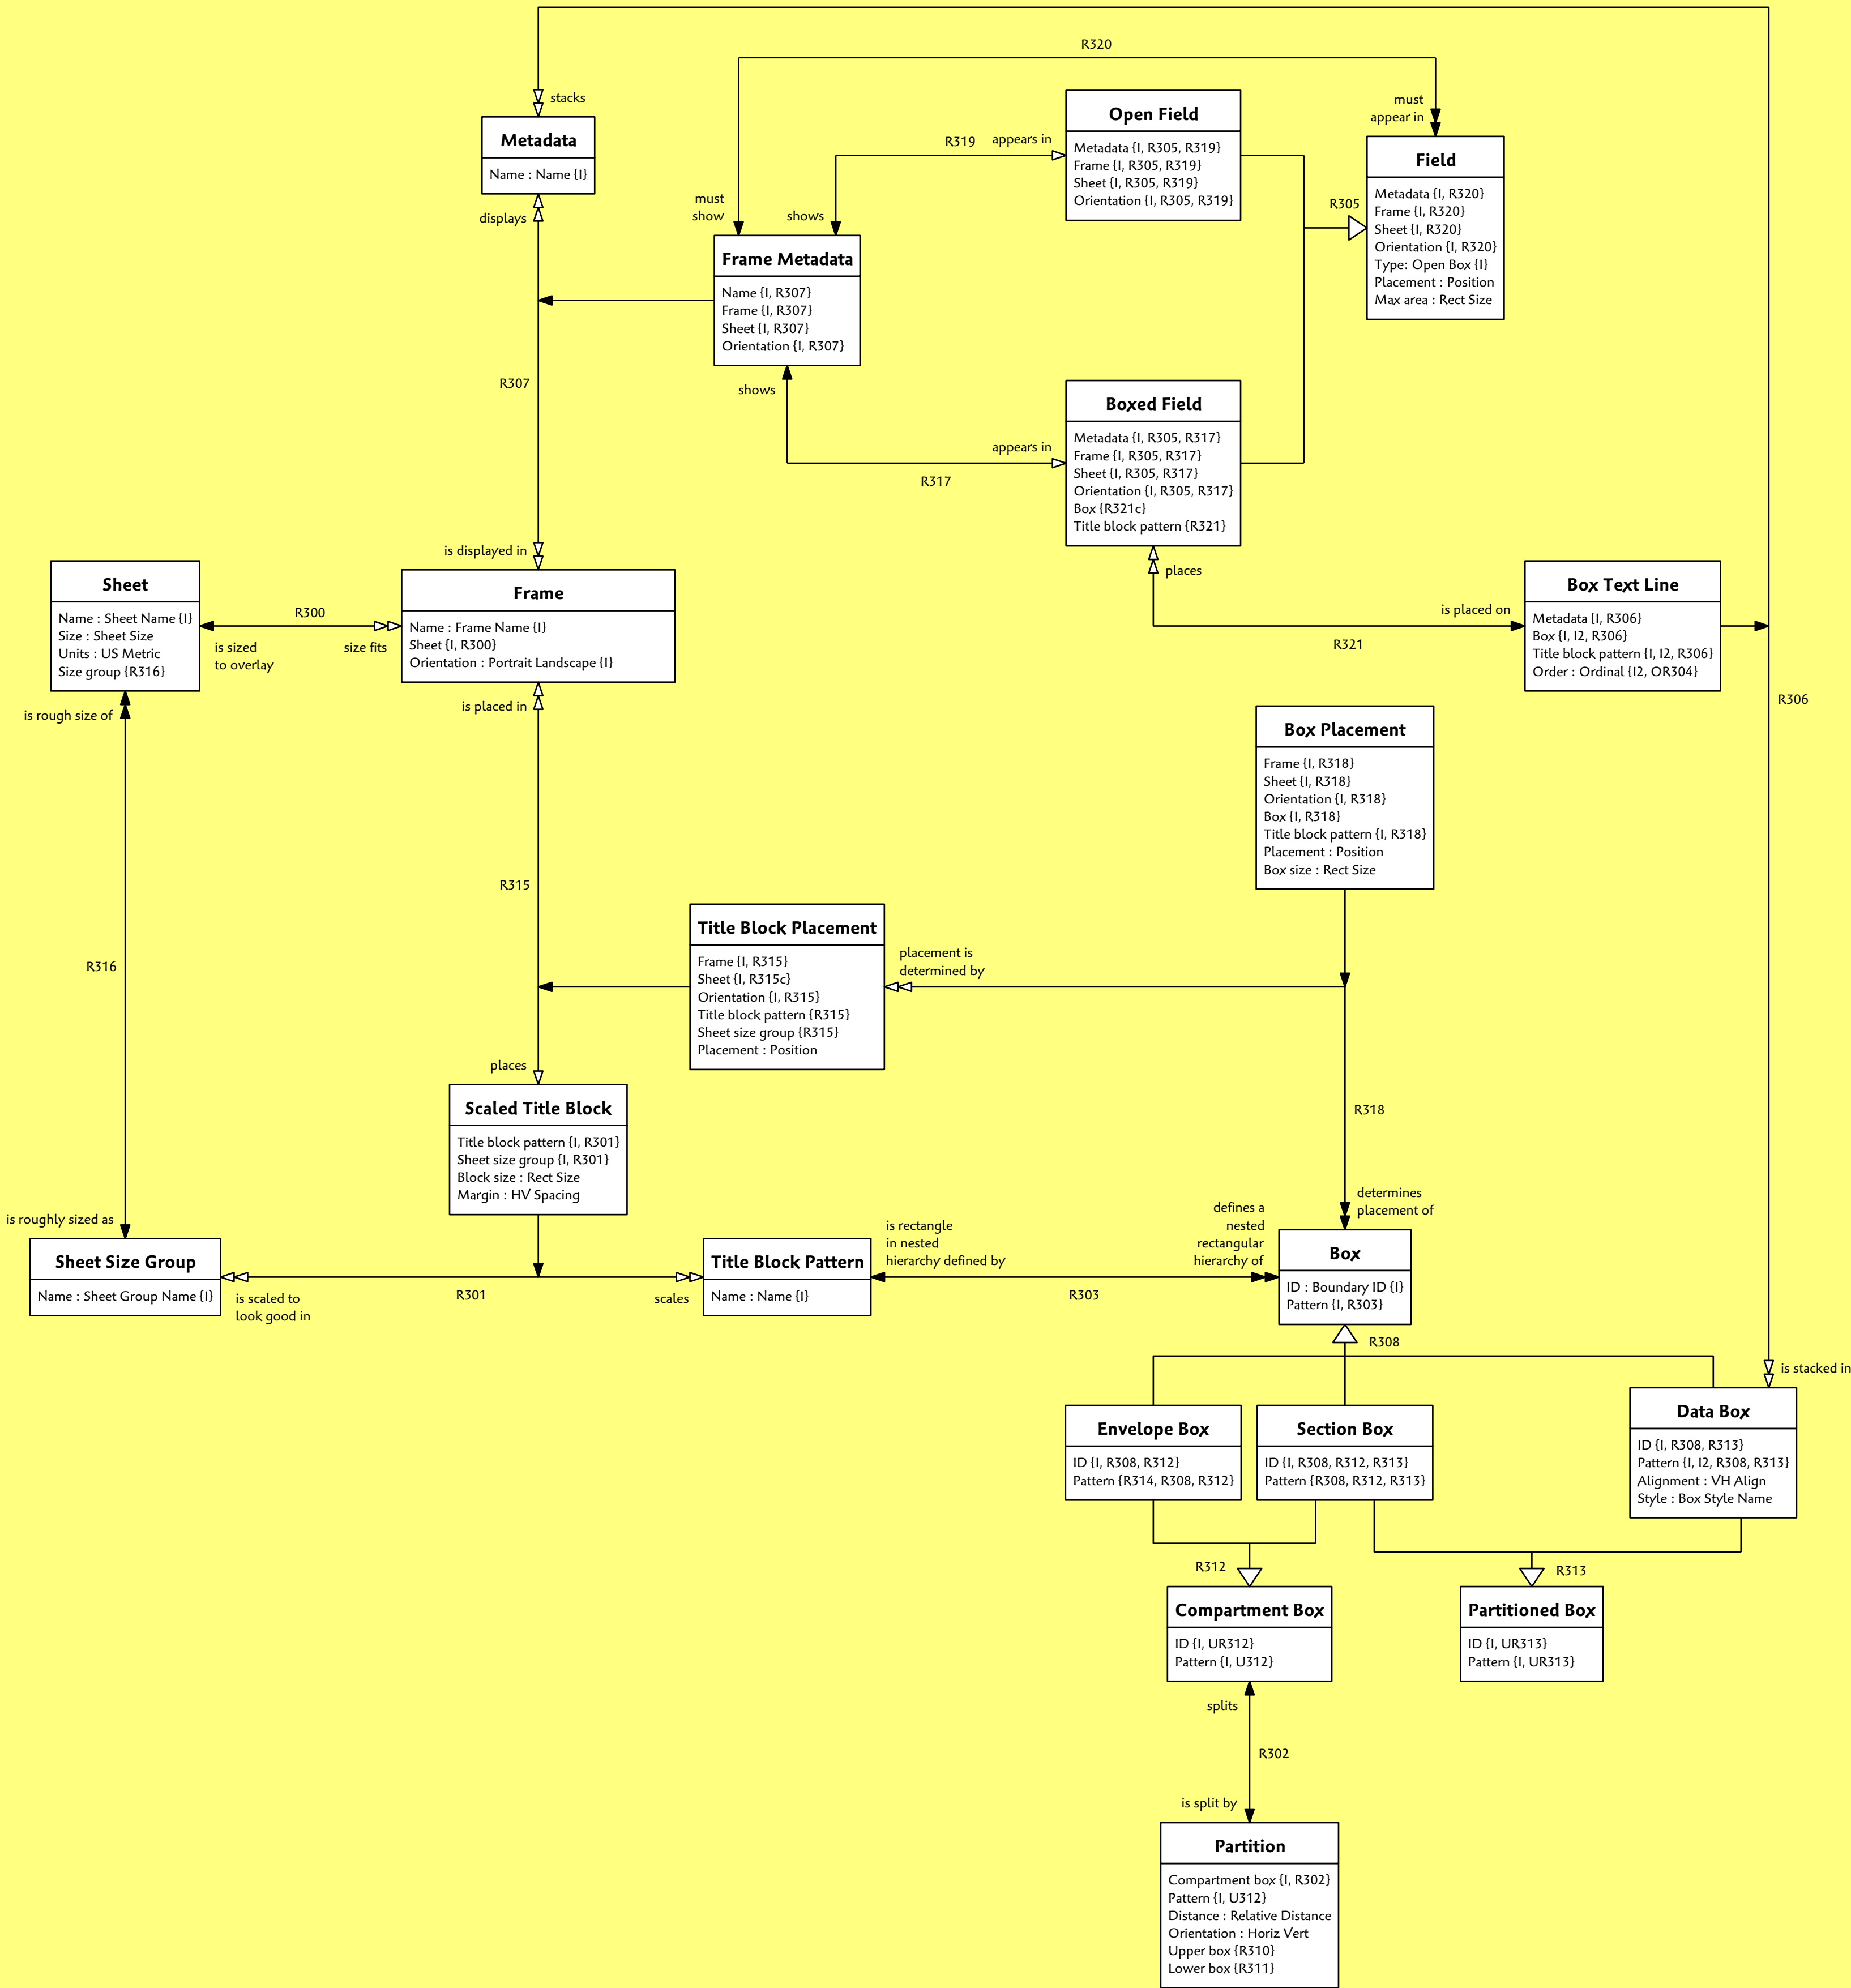 R320
stacks
must
appear in
Metadata
Name : Name {I}
displays
Open Field
Metadata {I, R305, R319}
Frame {I, R305, R319}
Sheet {I, R305, R319}
Orientation {I, R305, R319}
R319
appears in
Field
Metadata {I, R320}
Frame {I, R320}
Sheet {I, R320}
Orientation {I, R320}
Type: Open Box {I}
Placement : Position
Max area : Rect Size
R305
must
show
shows
Frame Metadata
Name {I, R307}
Frame {I, R307}
Sheet {I, R307}
Orientation {I, R307}
shows
R307
Boxed Field
Metadata {I, R305, R317}
Frame {I, R305, R317}
Sheet {I, R305, R317}
Orientation {I, R305, R317}
Box {R321c}
Title block pattern {R321}
appears in
R317
places
is displayed in
Sheet
Name : Sheet Name {I}
Size : Sheet Size
Units : US Metric
Size group {R316}
R300
is sized
to overlay
size fits
Frame
Name : Frame Name {I}
Sheet {I, R300}
Orientation : Portrait Landscape {I}
is placed on
R321
Box Text Line
Metadata [I, R306}
Box {I, I2, R306}
Title block pattern {I, I2, R306}
Order : Ordinal {I2, OR304}
R306
is rough size of
is placed in
Box Placement
Frame {I, R318}
Sheet {I, R318}
Orientation {I, R318}
Box {I, R318}
Title block pattern {I, R318}
Placement : Position
Box size : Rect Size
R315
R316
Title Block Placement
Frame {I, R315}
Sheet {I, R315c}
Orientation {I, R315}
Title block pattern {R315}
Sheet size group {R315}
Placement : Position
placement is
determined by
places
Scaled Title Block
Title block pattern {I, R301}
Sheet size group {I, R301}
Block size : Rect Size
Margin : HV Spacing
R318
determines
placement of
is roughly sized as
Sheet Size Group
Name : Sheet Group Name {I}
is scaled to
look good in
R301
scales
Title Block Pattern
Name : Name {I}
is rectangle
in nested
hierarchy defined by
R303
defines a
nested
rectangular
hierarchy of
Box
ID : Boundary ID {I}
Pattern {I, R303}
R308
is stacked in
Envelope Box
ID {I, R308, R312}
Pattern {R314, R308, R312}
Section Box
ID {I, R308, R312, R313}
Pattern {R308, R312, R313}
Data Box
ID {I, R308, R313}
Pattern {I, I2, R308, R313}
Alignment : VH Align
Style : Box Style Name
R312
R313
Compartment Box
ID {I, UR312}
Pattern {I, U312}
Partitioned Box
ID {I, UR313}
Pattern {I, UR313}
splits
R302
is split by
Partition
Compartment box {I, R302}
Pattern {I, U312}
Distance : Relative Distance
Orientation : Horiz Vert
Upper box {R310}
Lower box {R311}